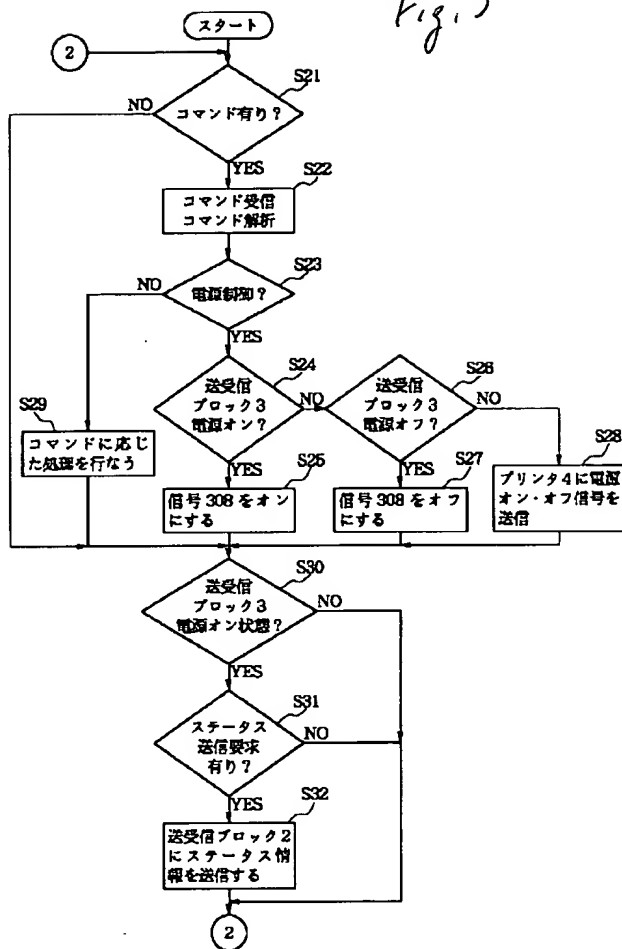 Fig. 5
スタート
2
S21
NO
コマンド有り？
YES
S22
コマンド受信
コマンド解析
S23
NO
電源制御？
YES
S24
送受信
ブロック3
電源オン？
NO
S26
送受信
ブロック3
電源オフ？
NO
S29
コマンドに応じ
た処理を行なう
YES
S25
信号308をオン
にする
YES
S27
信号308をオフ
にする
S28
プリンタ4に電源
オン・オフ信号を
送信
S30
送受信
ブロック3
電源オン状態？
NO
YES
S31
ステータス
送信要求
有り？
NO
YES
S32
送受信ブロック2
にステータス情
報を送信する
2